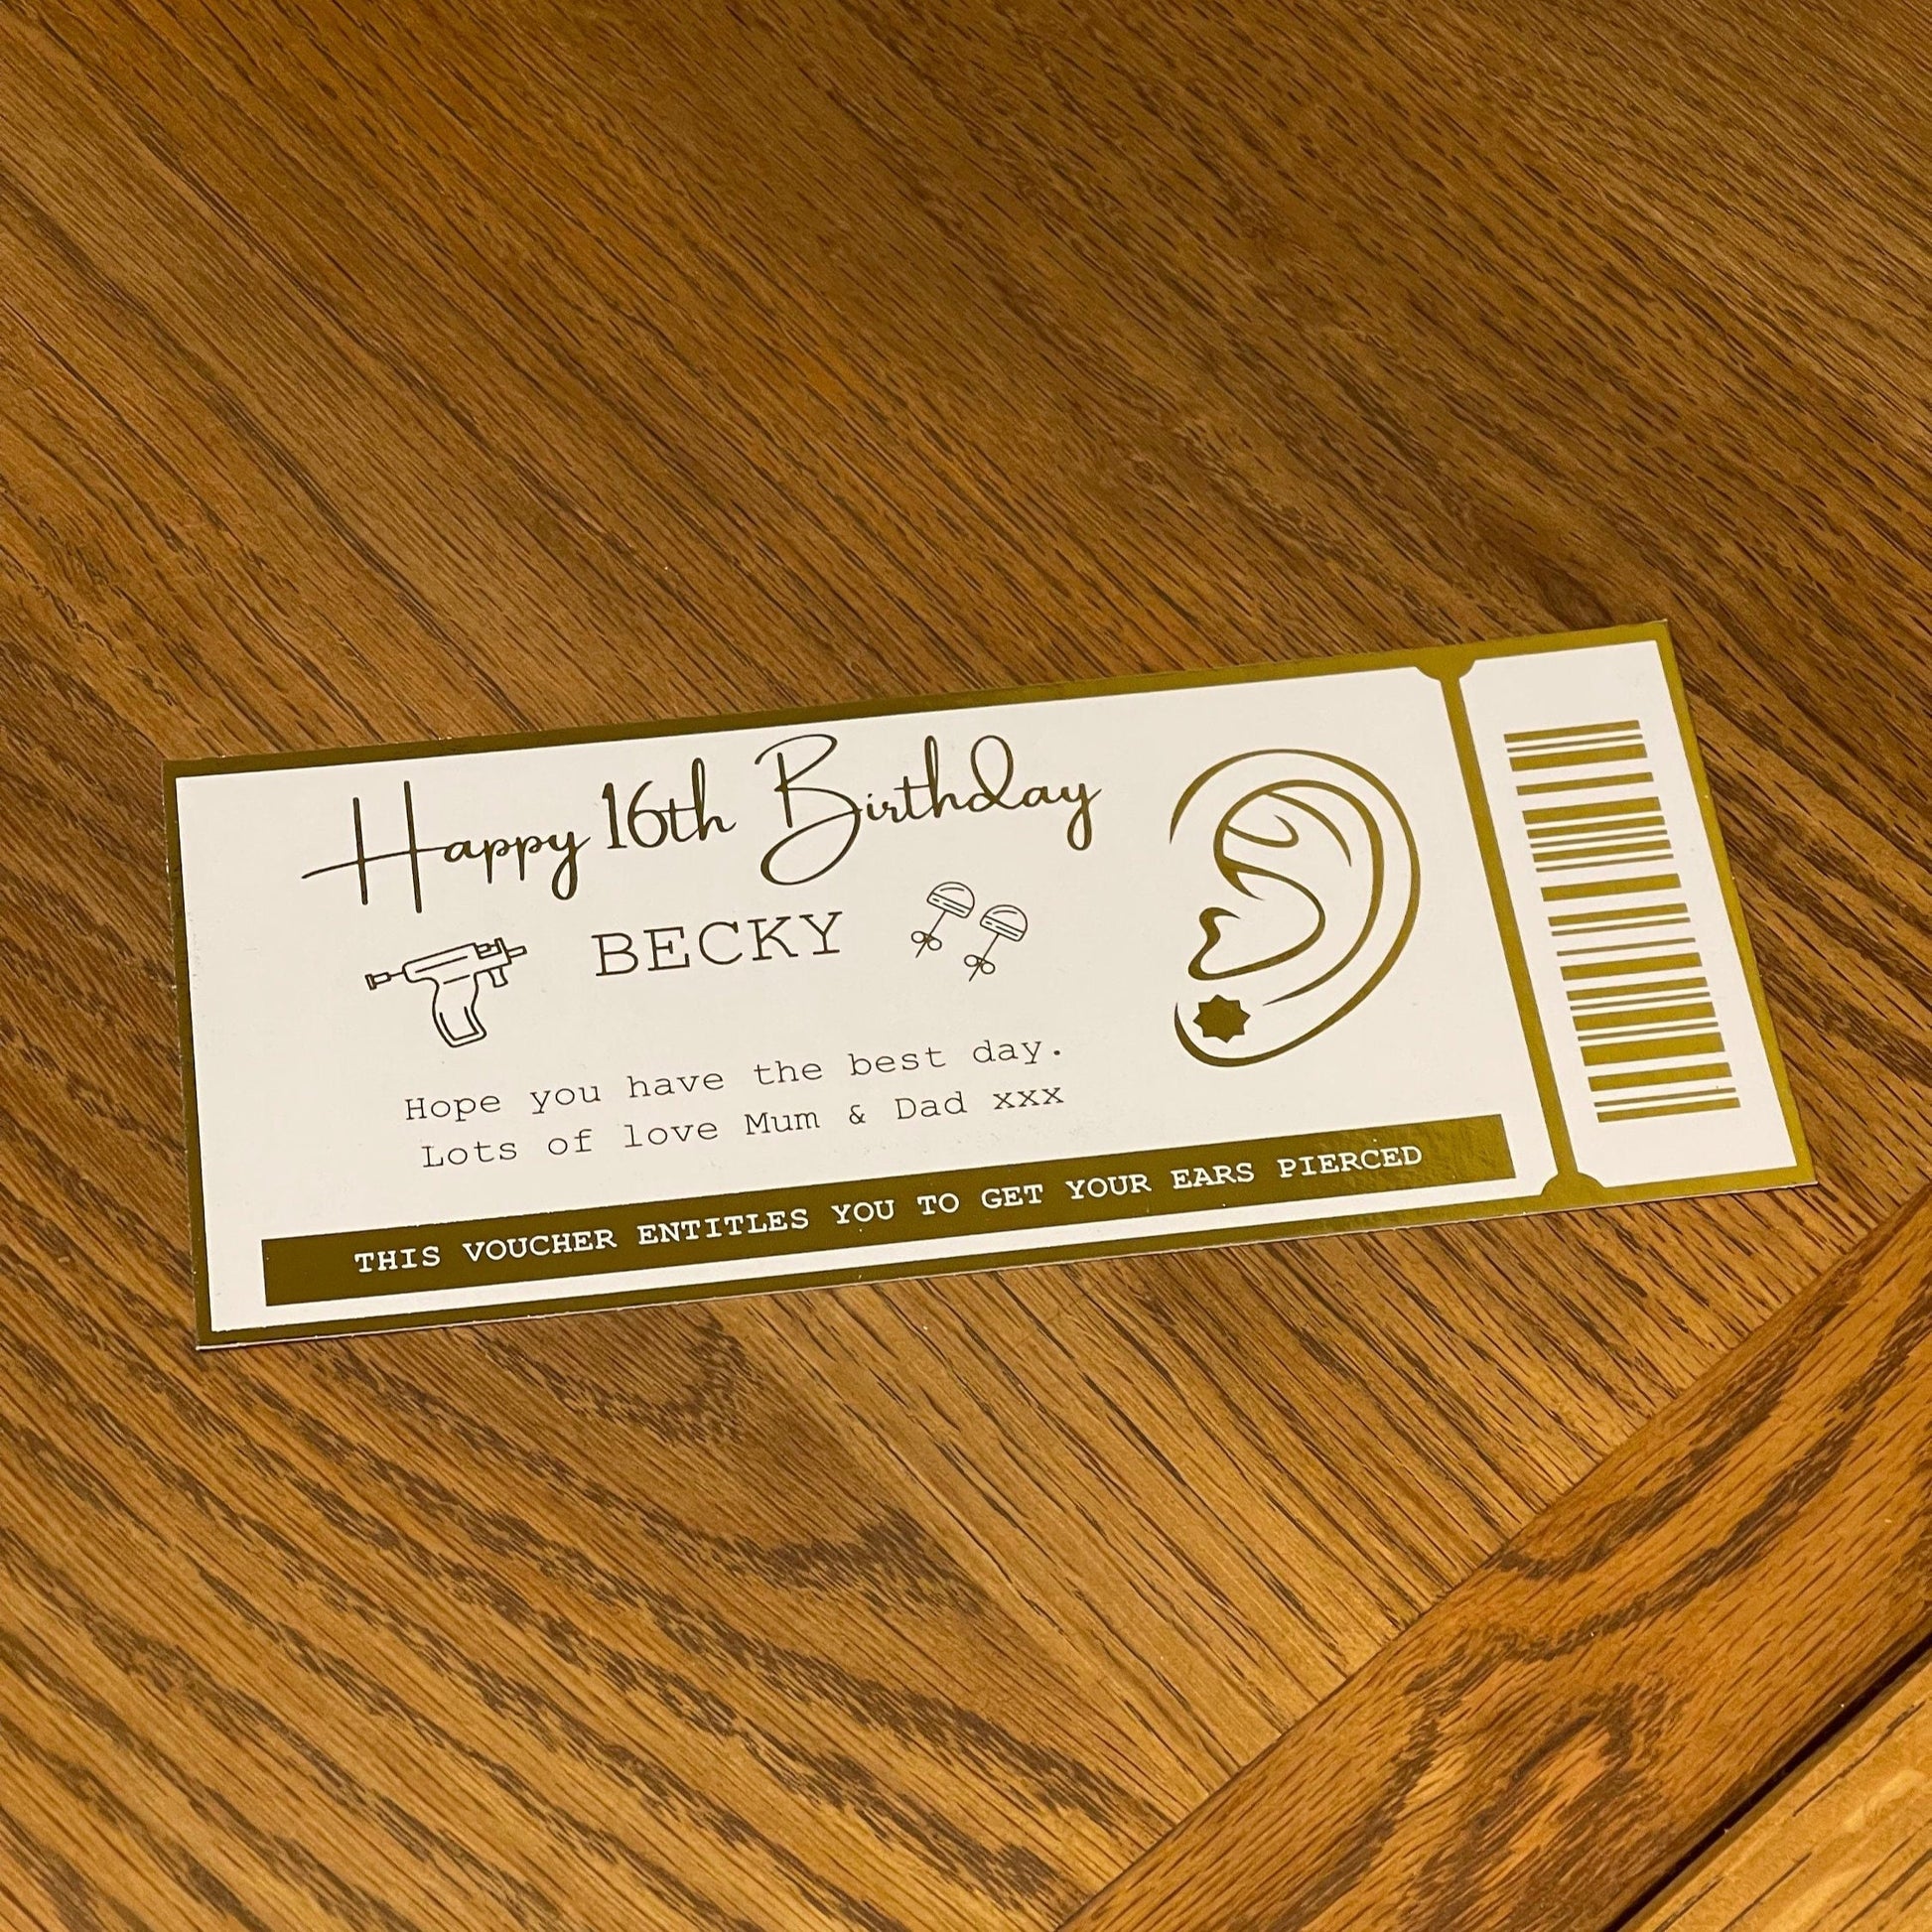 Happy 16th Birthday
BECKY
Hope you have the best day.
Lots of love Mum & Dad xxx
THIS VOUCHER ENTITLES YOU TO GET YOUR EARS PIERCED